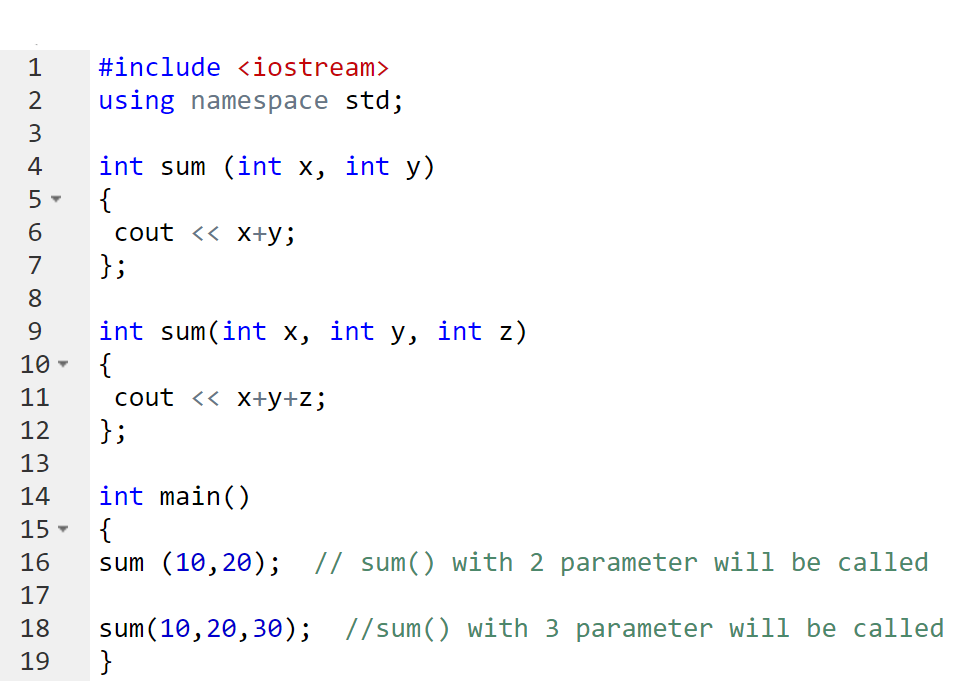 1 #include <iostream>
2 using namespace std;
3
4 int sum (int x, int y)
5 {
6  cout << x+y;
7 };
8
9 int sum(int x, int y, int z)
10 {
11  cout << x+y+z;
12 };
13
14 int main()
15 {
16 sum (10,20);  // sum() with 2 parameter will be called
17
18 sum(10,20,30);  //sum() with 3 parameter will be called
19 }